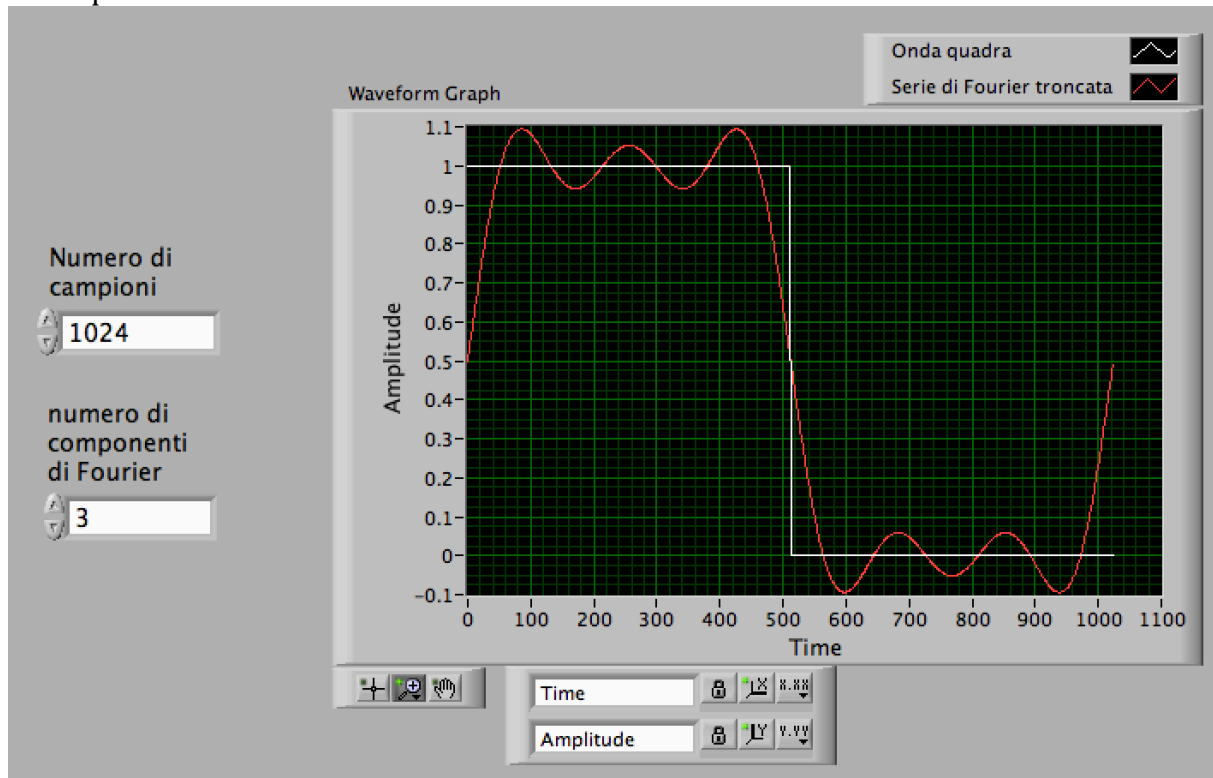 Onda quadra
Serie di Fourier troncata
Waveform Graph
1.1
1
0.9
0.8
0.7
0.6
0.5
0.4
0.3
0.2
0.1
0
-0.1
Amplitude
0 100 200 300 400 500 600 700 800 900 1000 1100
Time
Numero di
campioni
1024
numero di
componenti
di Fourier
3
Time
X.XX
Amplitude
Y.YY